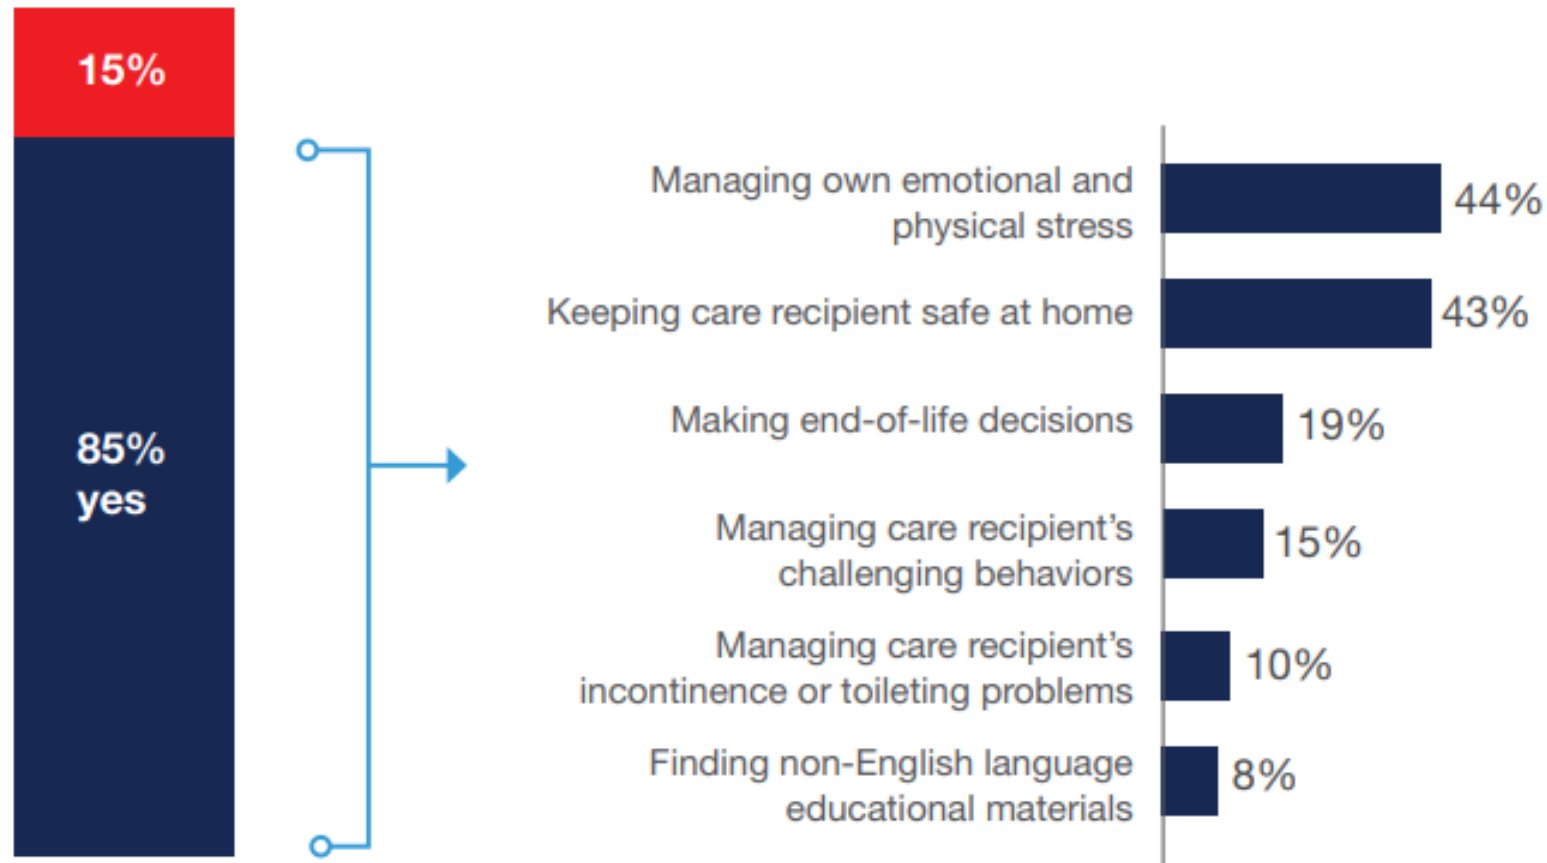 15%
85%
yes
Managing own emotional and
physical stress
44%
Keeping care recipient safe at home
43%
Making end-of-life decisions
19%
Managing care recipient’s
challenging behaviors
15%
Managing care recipient’s
incontinence or toileting problems
10%
Finding non-English language
educational materials
8%